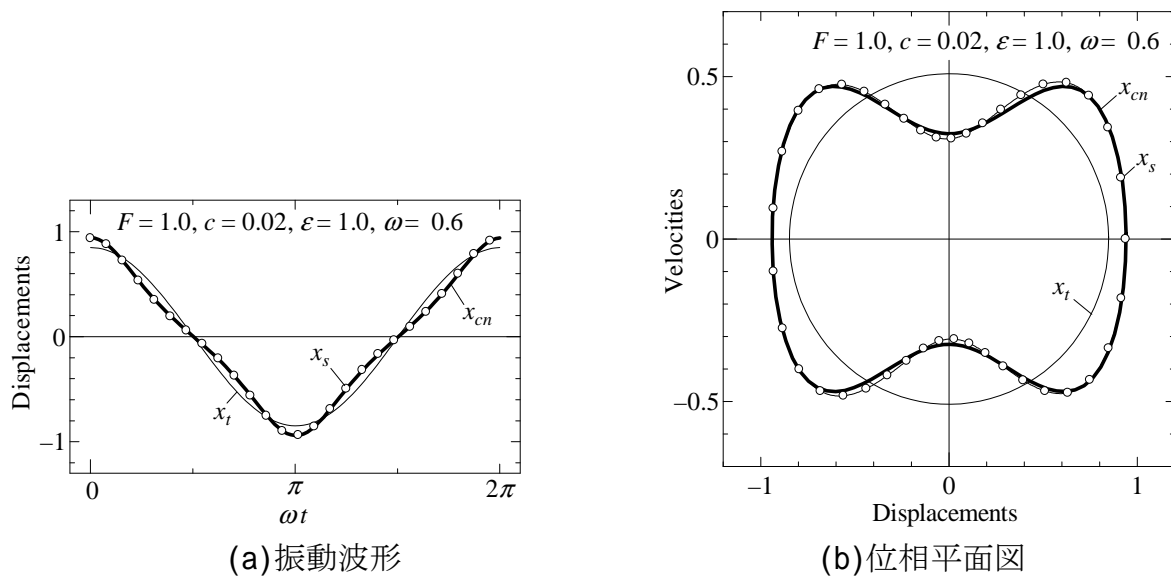 F = 1.0, c = 0.02, ε = 1.0, ω = 0.6
Displacements
1
0
−1
x_cn
x_s
x_t
0
π
2π
ωt
(a)振動波形
F = 1.0, c = 0.02, ε = 1.0, ω = 0.6
Velocities
0.5
0
−0.5
x_cn
x_s
x_t
−1
0
1
Displacements
(b)位相平面図